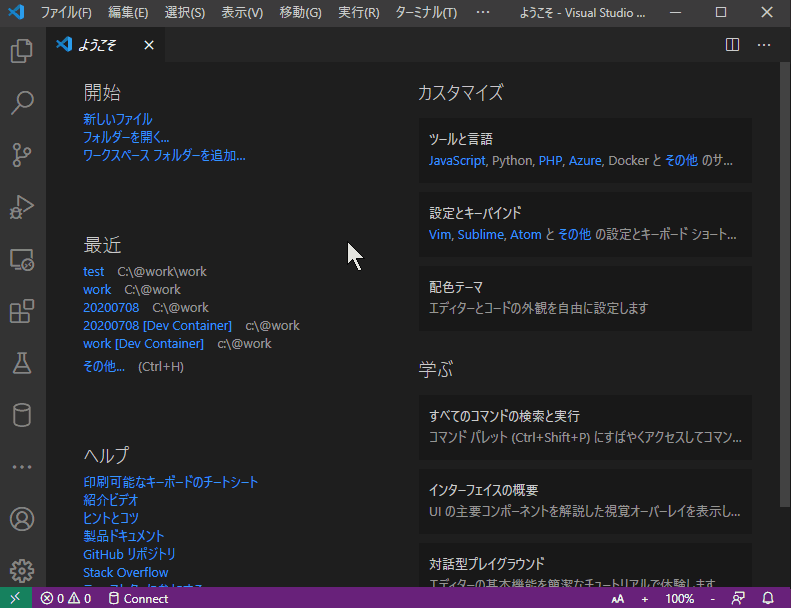 ファイル(F) 編集(E) 選択(S) 表示(V) 移動(G) 実行(R) ターミナル(T) ··· ようこそ - Visual Studio ...
ようこそ
開始
新しいファイル
フォルダーを開く...
ワークスペース フォルダーを追加...
最近
test C:\@work\work
work C:\@work
20200708 C:\@work
20200708 [Dev Container] c:\@work
work [Dev Container] c:\@work
その他... (Ctrl+H)
ヘルプ
印刷可能なキーボードのチートシート
紹介ビデオ
ヒントとコツ
製品ドキュメント
GitHub リポジトリ
Stack Overflow
カスタマイズ
ツールと言語
JavaScript, Python, PHP, Azure, Docker と その他 のサ...
設定とキーバインド
Vim, Sublime, Atom と その他 の設定とキーボード ショート...
配色テーマ
エディターとコードの外観を自由に設定します
学ぶ
すべてのコマンドの検索と実行
コマンド パレット (Ctrl+Shift+P) にすばやくアクセスしてコマン...
インターフェイスの概要
UI の主要コンポーネントを解説した視覚オーバーレイを表示し...
対話型プレイグラウンド
エディターの基本機能を簡潔なチュートリアルで体験します
0 0 Connect AA + 100% -